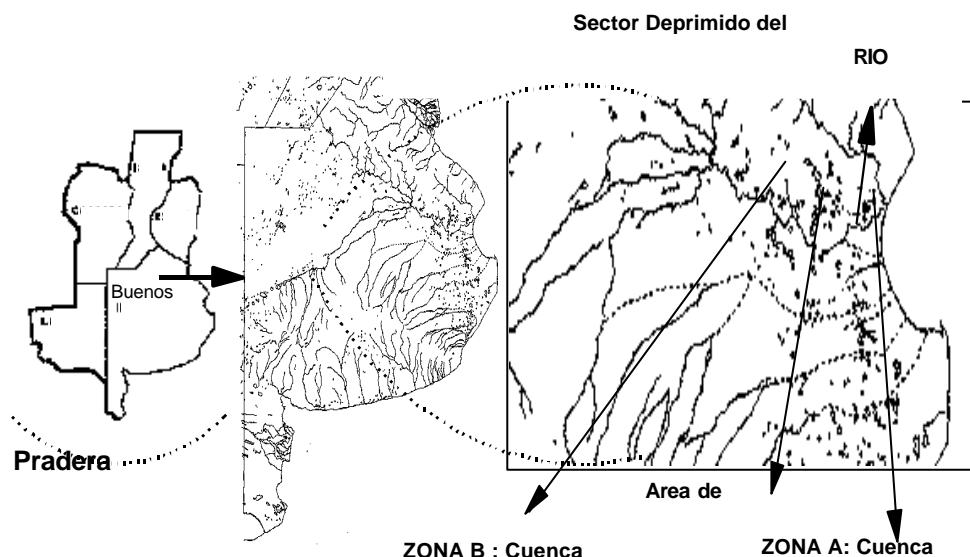 Sector Deprimido del
RIO
Buenos
Pradera
Area de
ZONA B : Cuenca
ZONA A: Cuenca